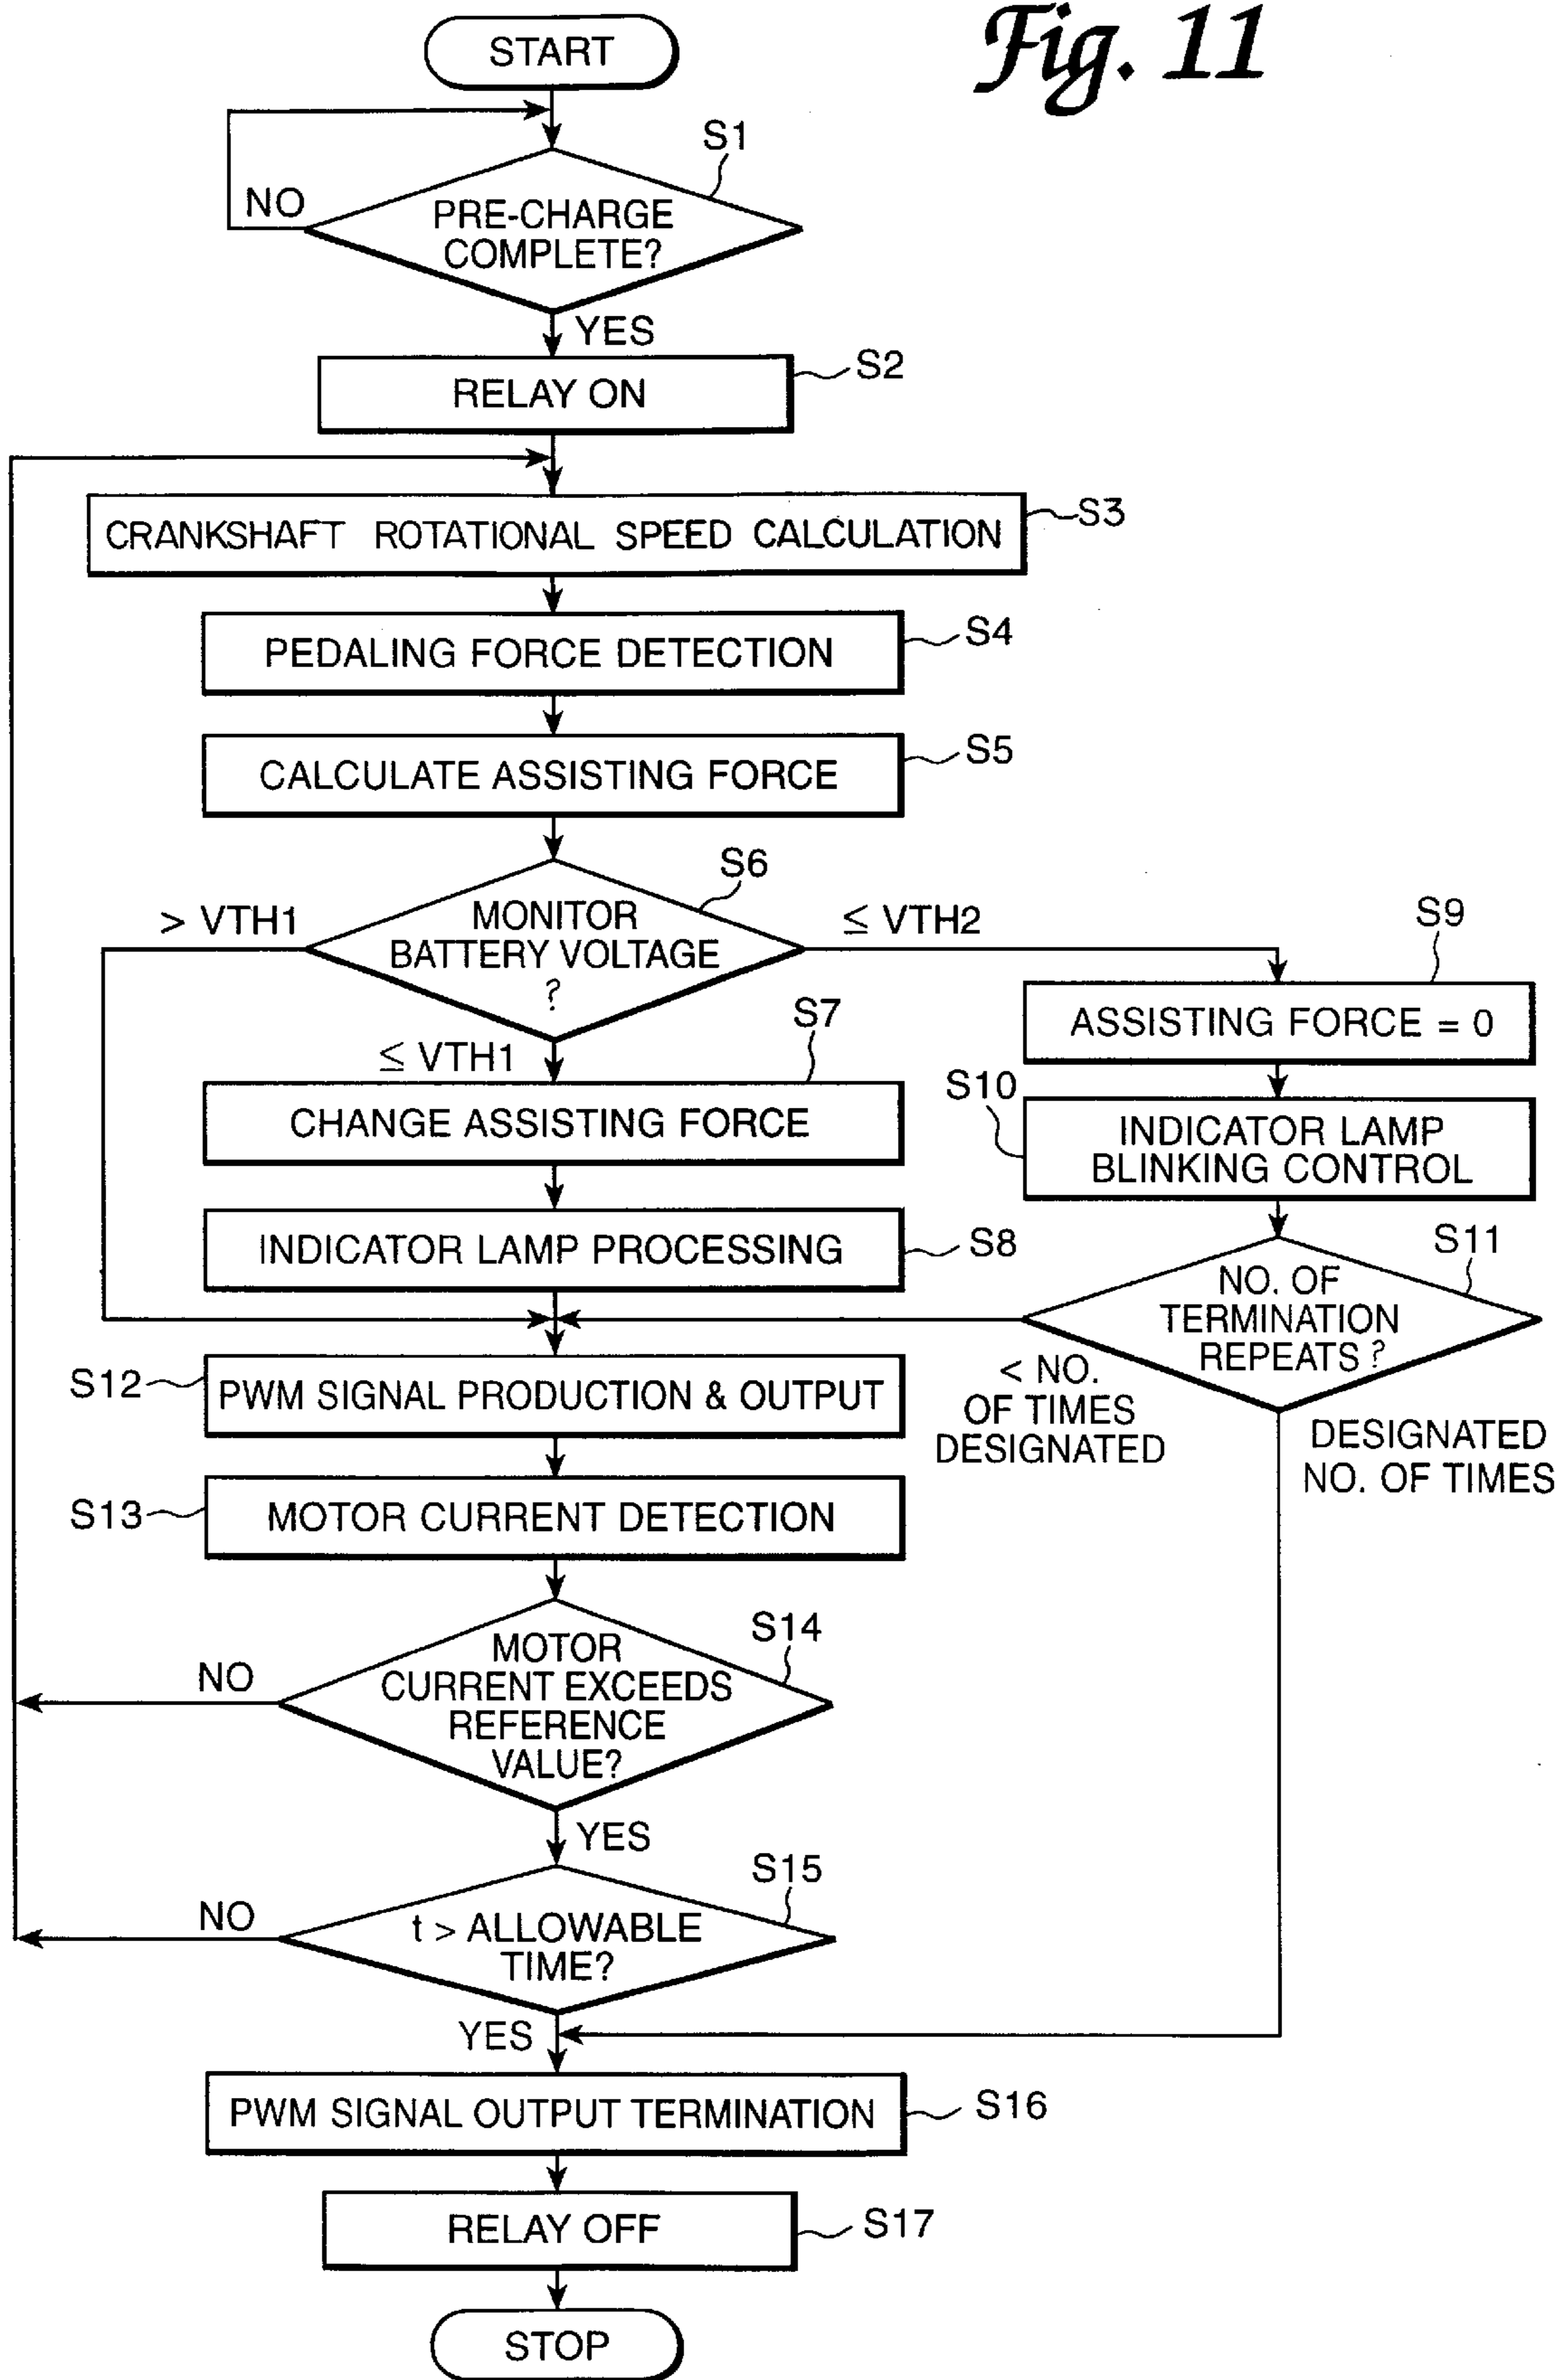 Fig. 11
START
S1
NO
PRE-CHARGE
COMPLETE?
YES
S2
RELAY ON
S3
CRANKSHAFT ROTATIONAL SPEED CALCULATION
S4
PEDALING FORCE DETECTION
S5
CALCULATE ASSISTING FORCE
S6
> VTH1
MONITOR
BATTERY VOLTAGE
?
≤ VTH2
S9
ASSISTING FORCE = 0
S7
≤ VTH1
CHANGE ASSISTING FORCE
S10
INDICATOR LAMP
BLINKING CONTROL
INDICATOR LAMP PROCESSING
S8
S11
NO. OF
TERMINATION
REPEATS?
< NO.
OF TIMES
DESIGNATED
DESIGNATED
NO. OF TIMES
S12
PWM SIGNAL PRODUCTION & OUTPUT
S13
MOTOR CURRENT DETECTION
S14
NO
MOTOR
CURRENT EXCEEDS
REFERENCE
VALUE?
YES
S15
NO
t > ALLOWABLE
TIME?
YES
PWM SIGNAL OUTPUT TERMINATION
S16
RELAY OFF
S17
STOP